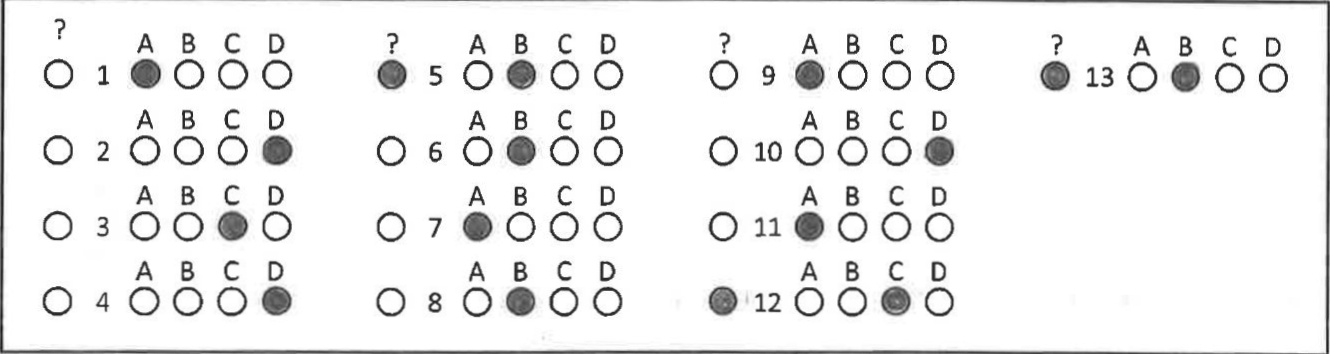 ?
A B C D ? A B C D ? A B C D ? A B C D
1 5 9 13
A B C D A B C D A B C D
2 6 10
A B C D A B C D A B C D
3 7 11
A B C D A B C D A B C D
4 8 12